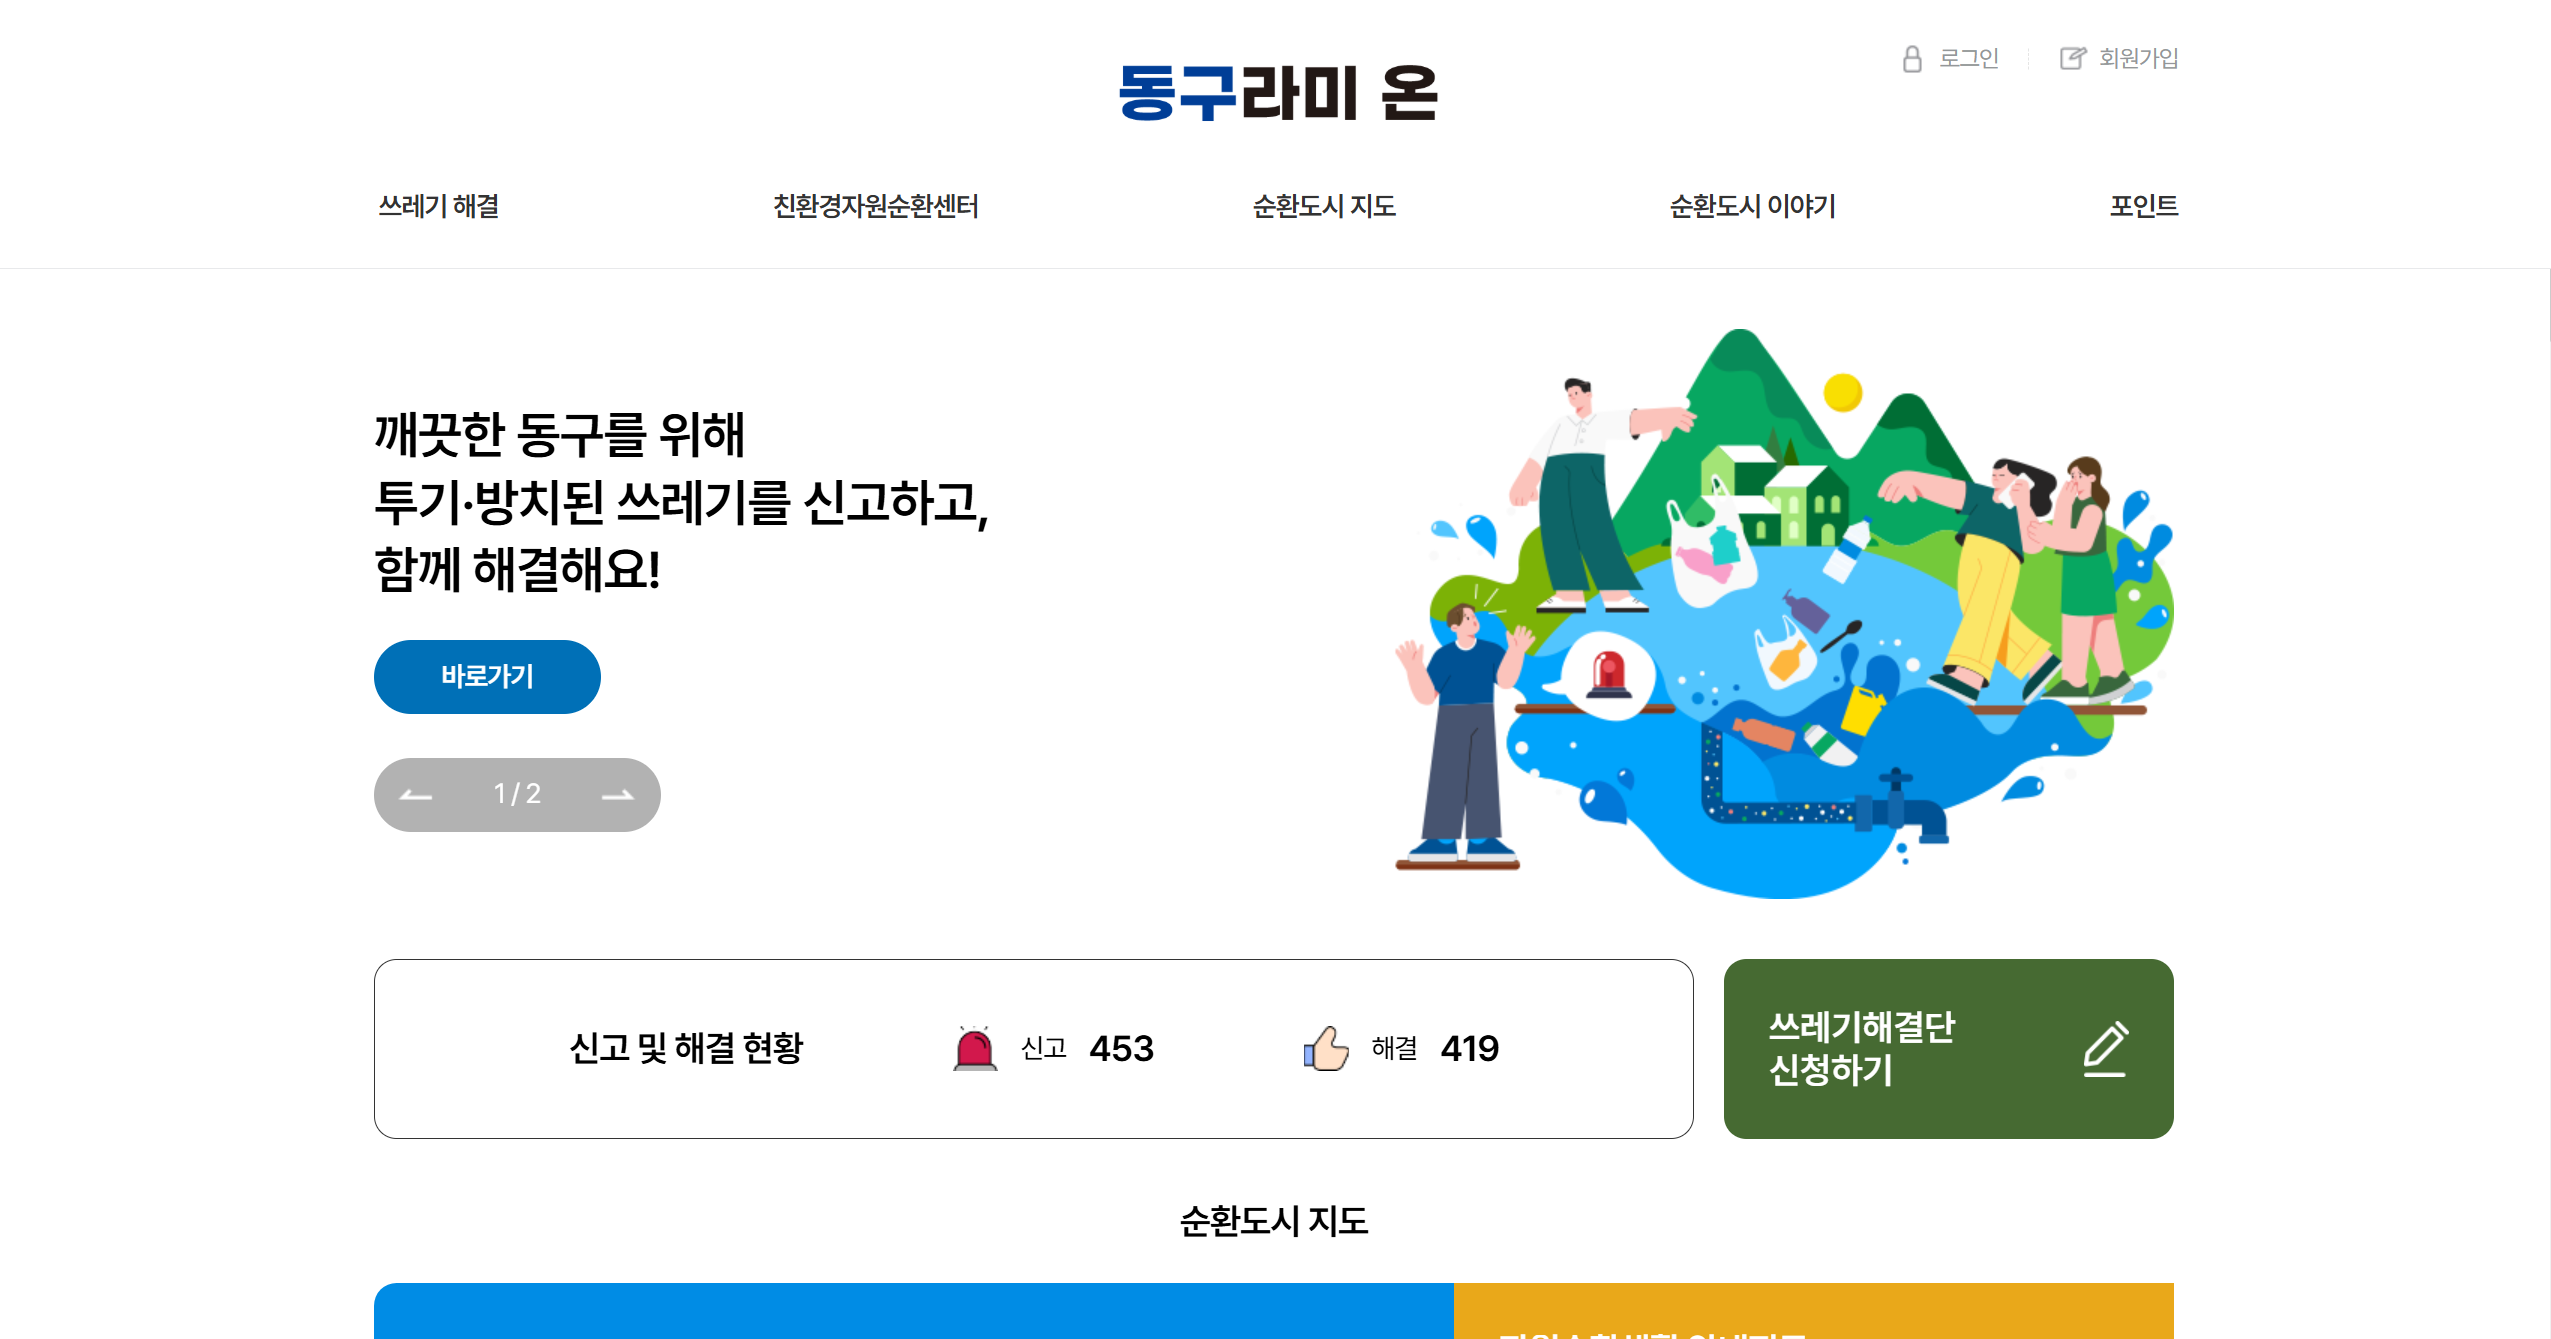 로그인
회원가입
동구라미 온
쓰레기 해결
친환경자원순환센터
순환도시 지도
순환도시 이야기
포인트
깨끗한 동구를 위해
투기·방치된 쓰레기를 신고하고,
함께 해결해요!
바로가기
1 / 2
신고 및 해결 현황
신고 453
해결 419
쓰레기해결단
신청하기
순환도시 지도